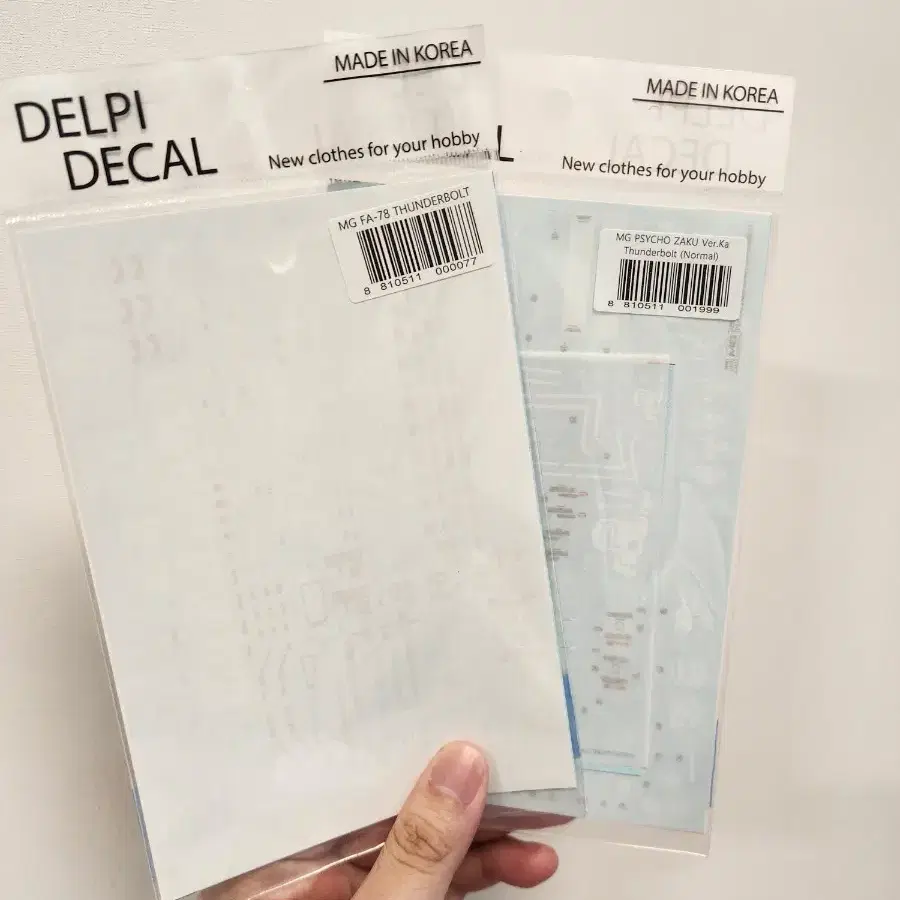 MADE IN KOREA
DELPI
DECAL
New clothes for your hobby
MG FA-78 THUNDERBOLT
8 810511 000077
MADE IN KOREA
L
New clothes for your hobby
MG PSYCHO ZAKU Ver.Ka
Thunderbolt (Normal)
8 810511 001999